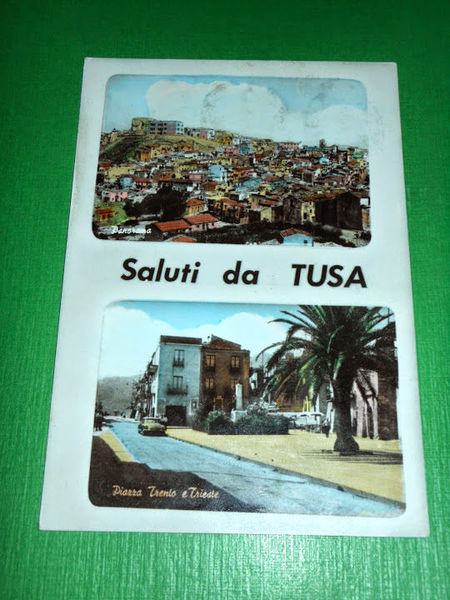 Panorama
Saluti da TUSA
Piazza Trento e Trieste